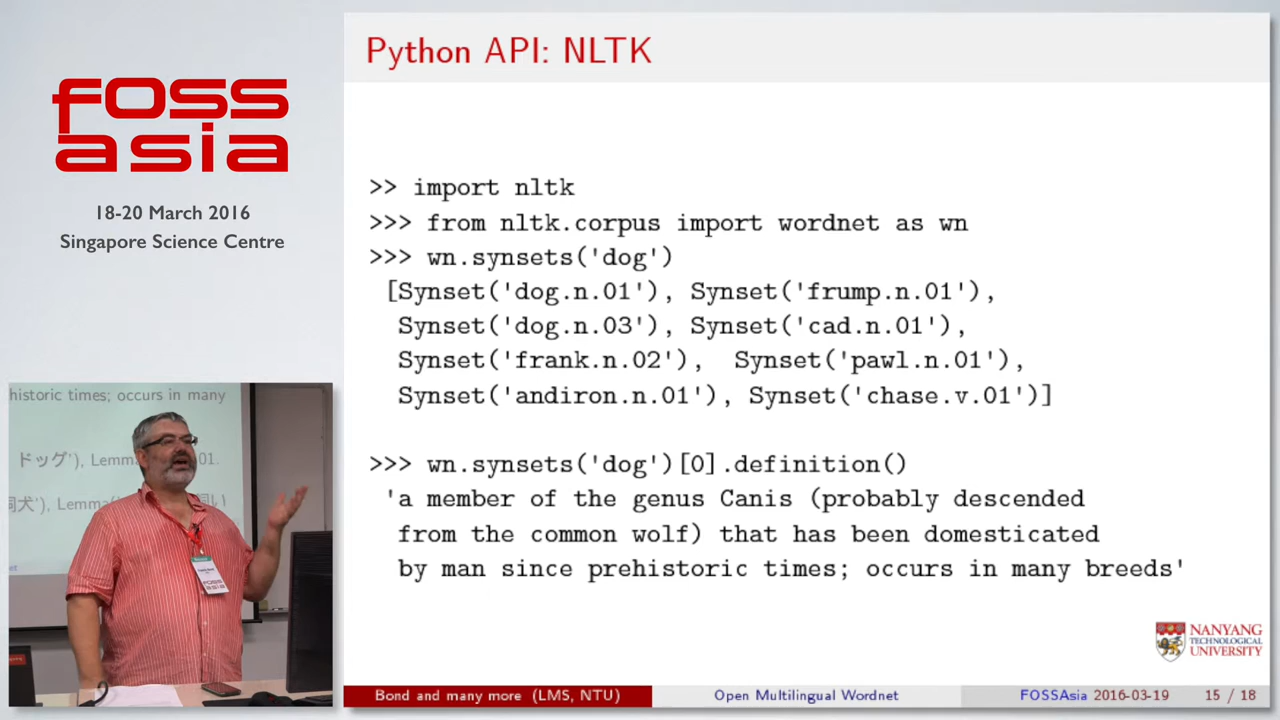 FOSS
asia
18-20 March 2016
Singapore Science Centre
Python API: NLTK
>> import nltk
>>> from nltk.corpus import wordnet as wn
>>> wn.synsets('dog')
[Synset('dog.n.01'), Synset('frump.n.01'),
Synset('dog.n.03'), Synset('cad.n.01'),
Synset('frank.n.02'), Synset('pawl.n.01'),
Synset('andiron.n.01'), Synset('chase.v.01')]
>>> wn.synsets('dog')[0].definition()
'a member of the genus Canis (probably descended
from the common wolf) that has been domesticated
by man since prehistoric times; occurs in many breeds'
historic times; occurs in many
ドッグ'), Lemma
01.
犬'), Lemma
NANYANG
TECHNOLOGICAL
UNIVERSITY
Bond and many more (LMS, NTU) Open Multilingual Wordnet FOSSAsia 2016-03-19 15 / 18